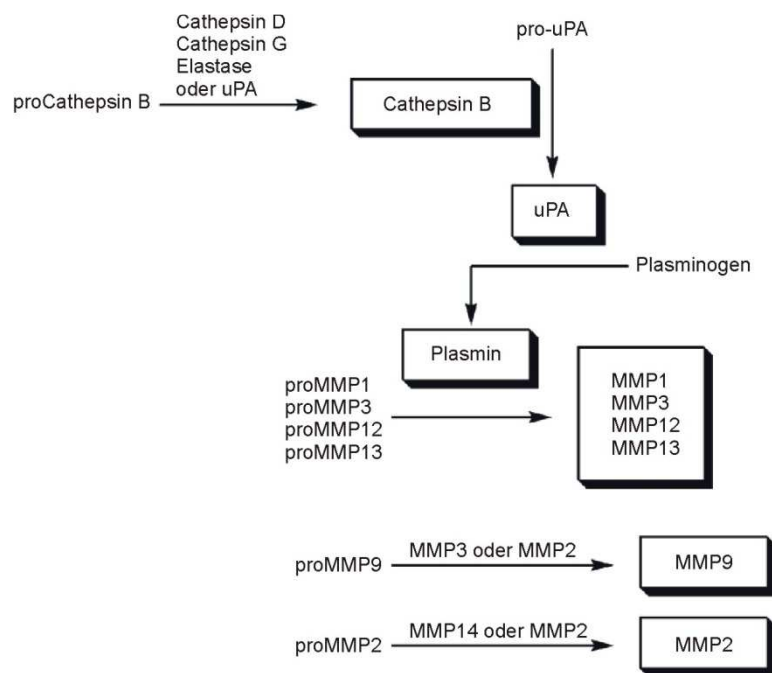 Cathepsin D
Cathepsin G
Elastase
oder uPA
proCathepsin B
Cathepsin B
pro-uPA
uPA
Plasminogen
Plasmin
proMMP1
proMMP3
proMMP12
proMMP13
MMP1
MMP3
MMP12
MMP13
proMMP9
MMP3 oder MMP2
MMP9
proMMP2
MMP14 oder MMP2
MMP2